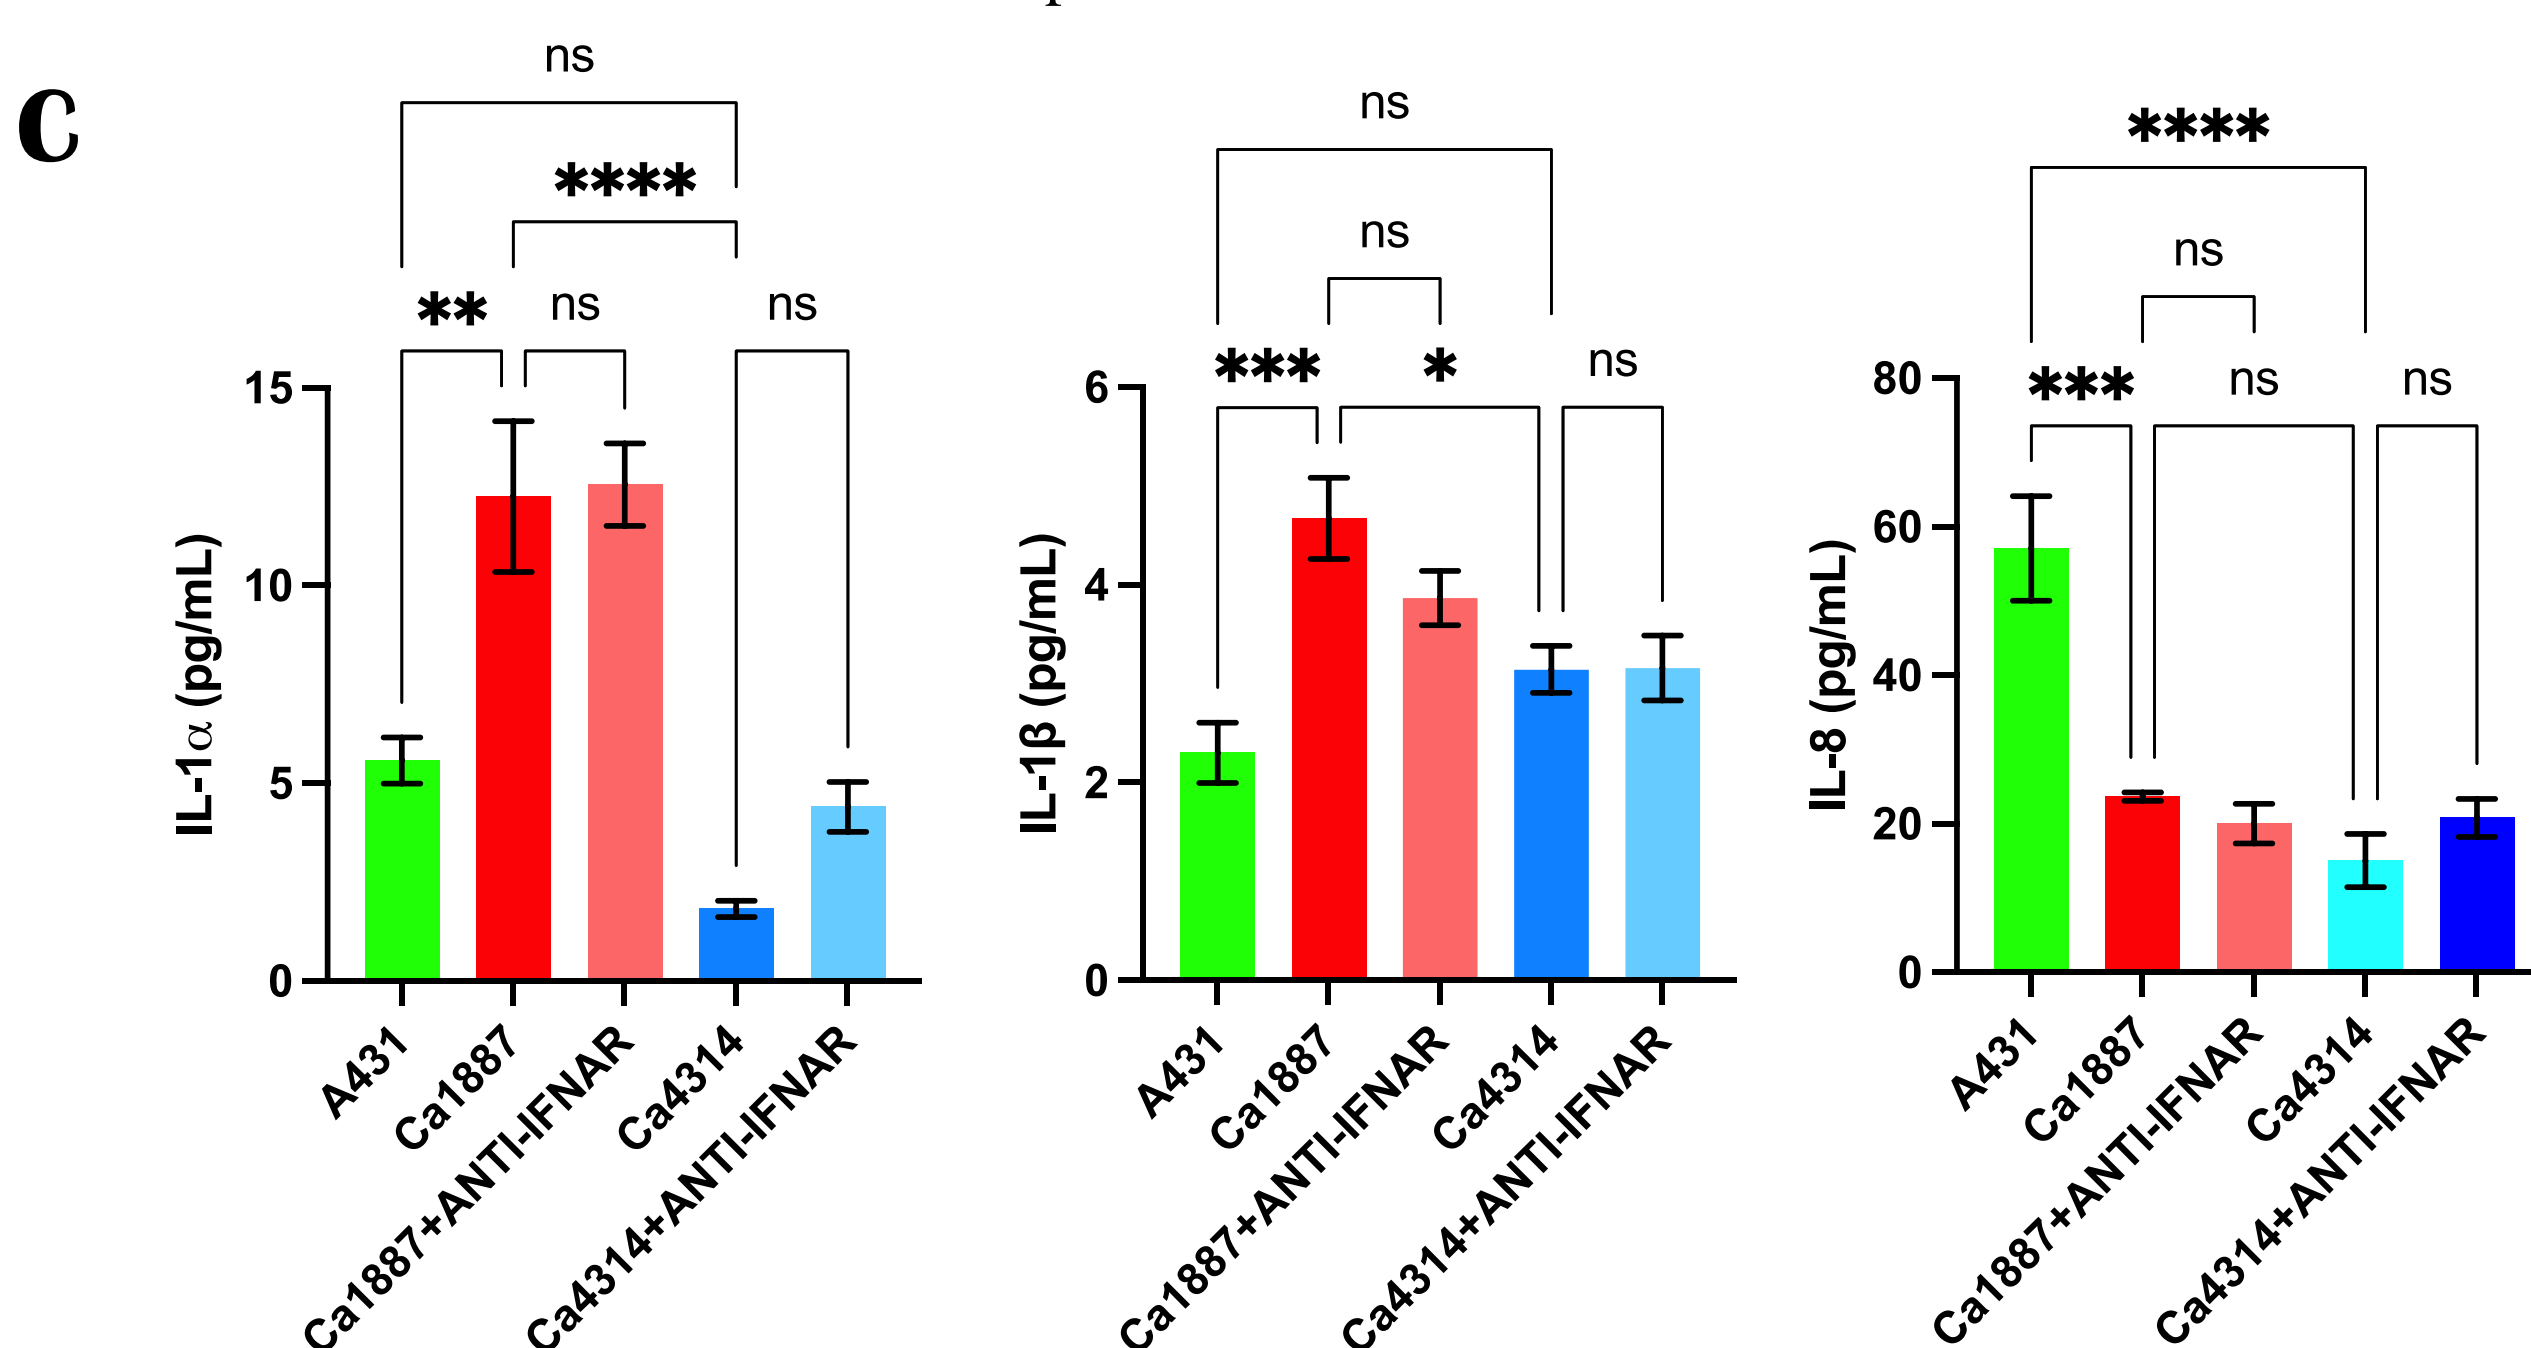 c
ns
****
** ns ns
15
10
5
0
IL-1α (pg/mL)
A431
Ca1887
Ca1887+ANTI-IFNAR
Ca4314
Ca4314+ANTI-IFNAR
ns
ns
*** * ns
6
4
2
0
IL-1β (pg/mL)
A431
Ca1887
Ca1887+ANTI-IFNAR
Ca4314
Ca4314+ANTI-IFNAR
****
ns
*** ns ns
80
60
40
20
0
IL-8 (pg/mL)
A431
Ca1887
Ca1887+ANTI-IFNAR
Ca4314
Ca4314+ANTI-IFNAR